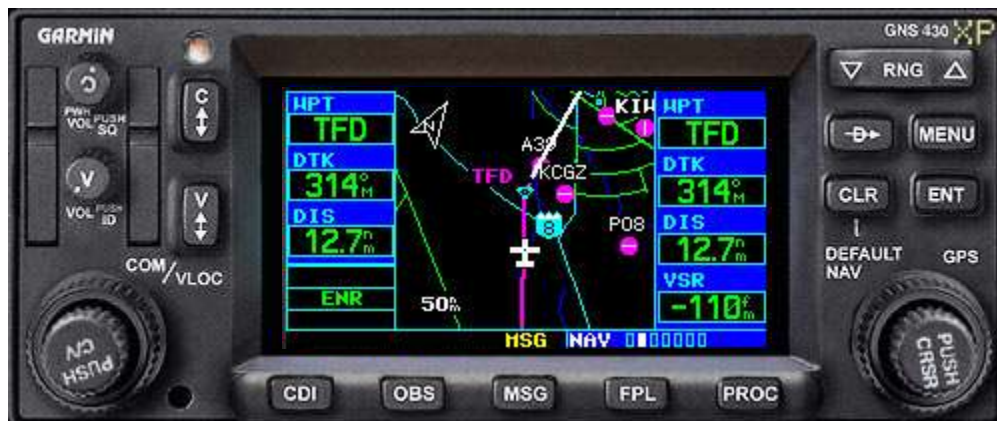 GARMIN
GNS 430 XP
RNG
C
PWR
VOL PUSH
SQ
V
VOL PUSH
ID
V
COM/VLOC
PUSH
C/V
WPT
TFD
DTK
314°M
DIS
12.7nm
ENR
50nm
A39
KCGZ
TFD
8
P08
N
MSG
NAV
WPT
TFD
DTK
314°M
DIS
12.7nm
VSR
-110fm
D
MENU
CLR
ENT
DEFAULT
NAV
GPS
PUSH
CRSR
CDI
OBS
MSG
FPL
PROC